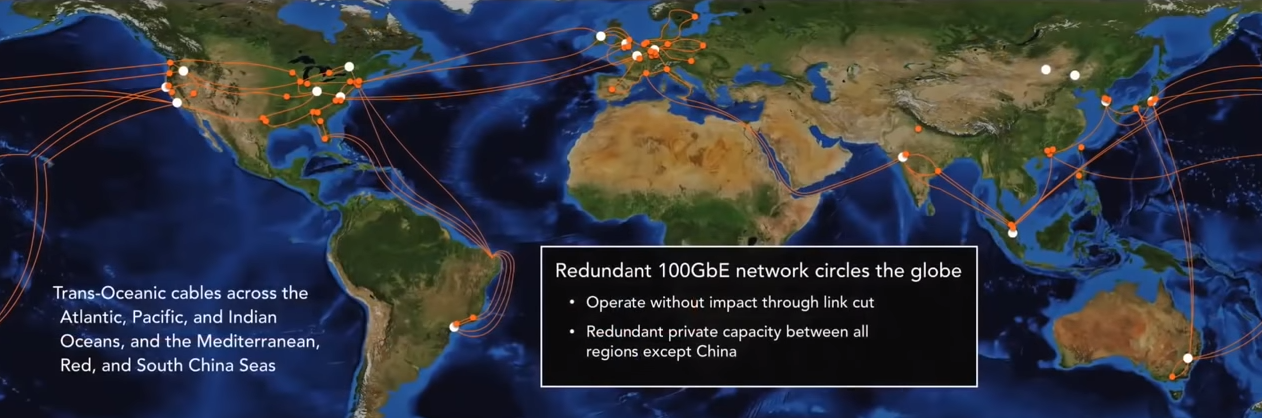 Trans-Oceanic cables across the
Atlantic, Pacific, and Indian
Oceans, and the Mediterranean,
Red, and South China Seas
Redundant 100GbE network circles the globe
• Operate without impact through link cut
• Redundant private capacity between all
regions except China